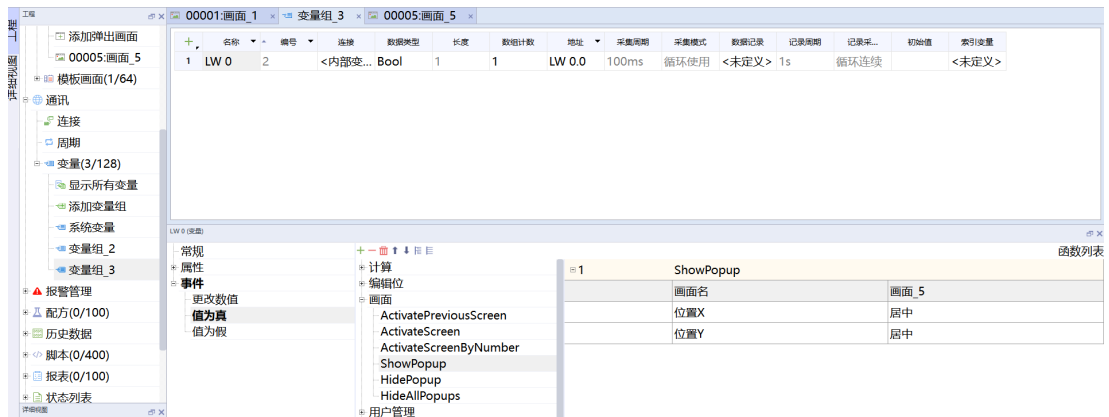 工程
工程
详细视图
添加弹出画面
00005:画面_5
模板画面(1/64)
通讯
连接
周期
变量(3/128)
显示所有变量
添加变量组
系统变量
变量组_2
变量组_3
报警管理
配方(0/100)
历史数据
脚本(0/400)
报表(0/100)
状态列表
详细视图
00001:画面_1 × 变量组_3 × 00005:画面_5 ×
名称 编号 连接 数据类型 长度 数组计数 地址 采集周期 采集模式 数据记录 记录周期 记录采... 初始值 索引变量
1 LW 0 2 <内部变... Bool 1 1 LW 0.0 100ms 循环使用 <未定义> 1s 循环连续 <未定义>
LW 0 (变量)
常规
属性
事件
更改数值
值为真
值为假
计算
编辑位
画面
ActivatePreviousScreen
ActivateScreen
ActivateScreenByNumber
ShowPopup
HidePopup
HideAllPopups
用户管理
函数列表
1 ShowPopup
画面名 画面_5
位置X 居中
位置Y 居中